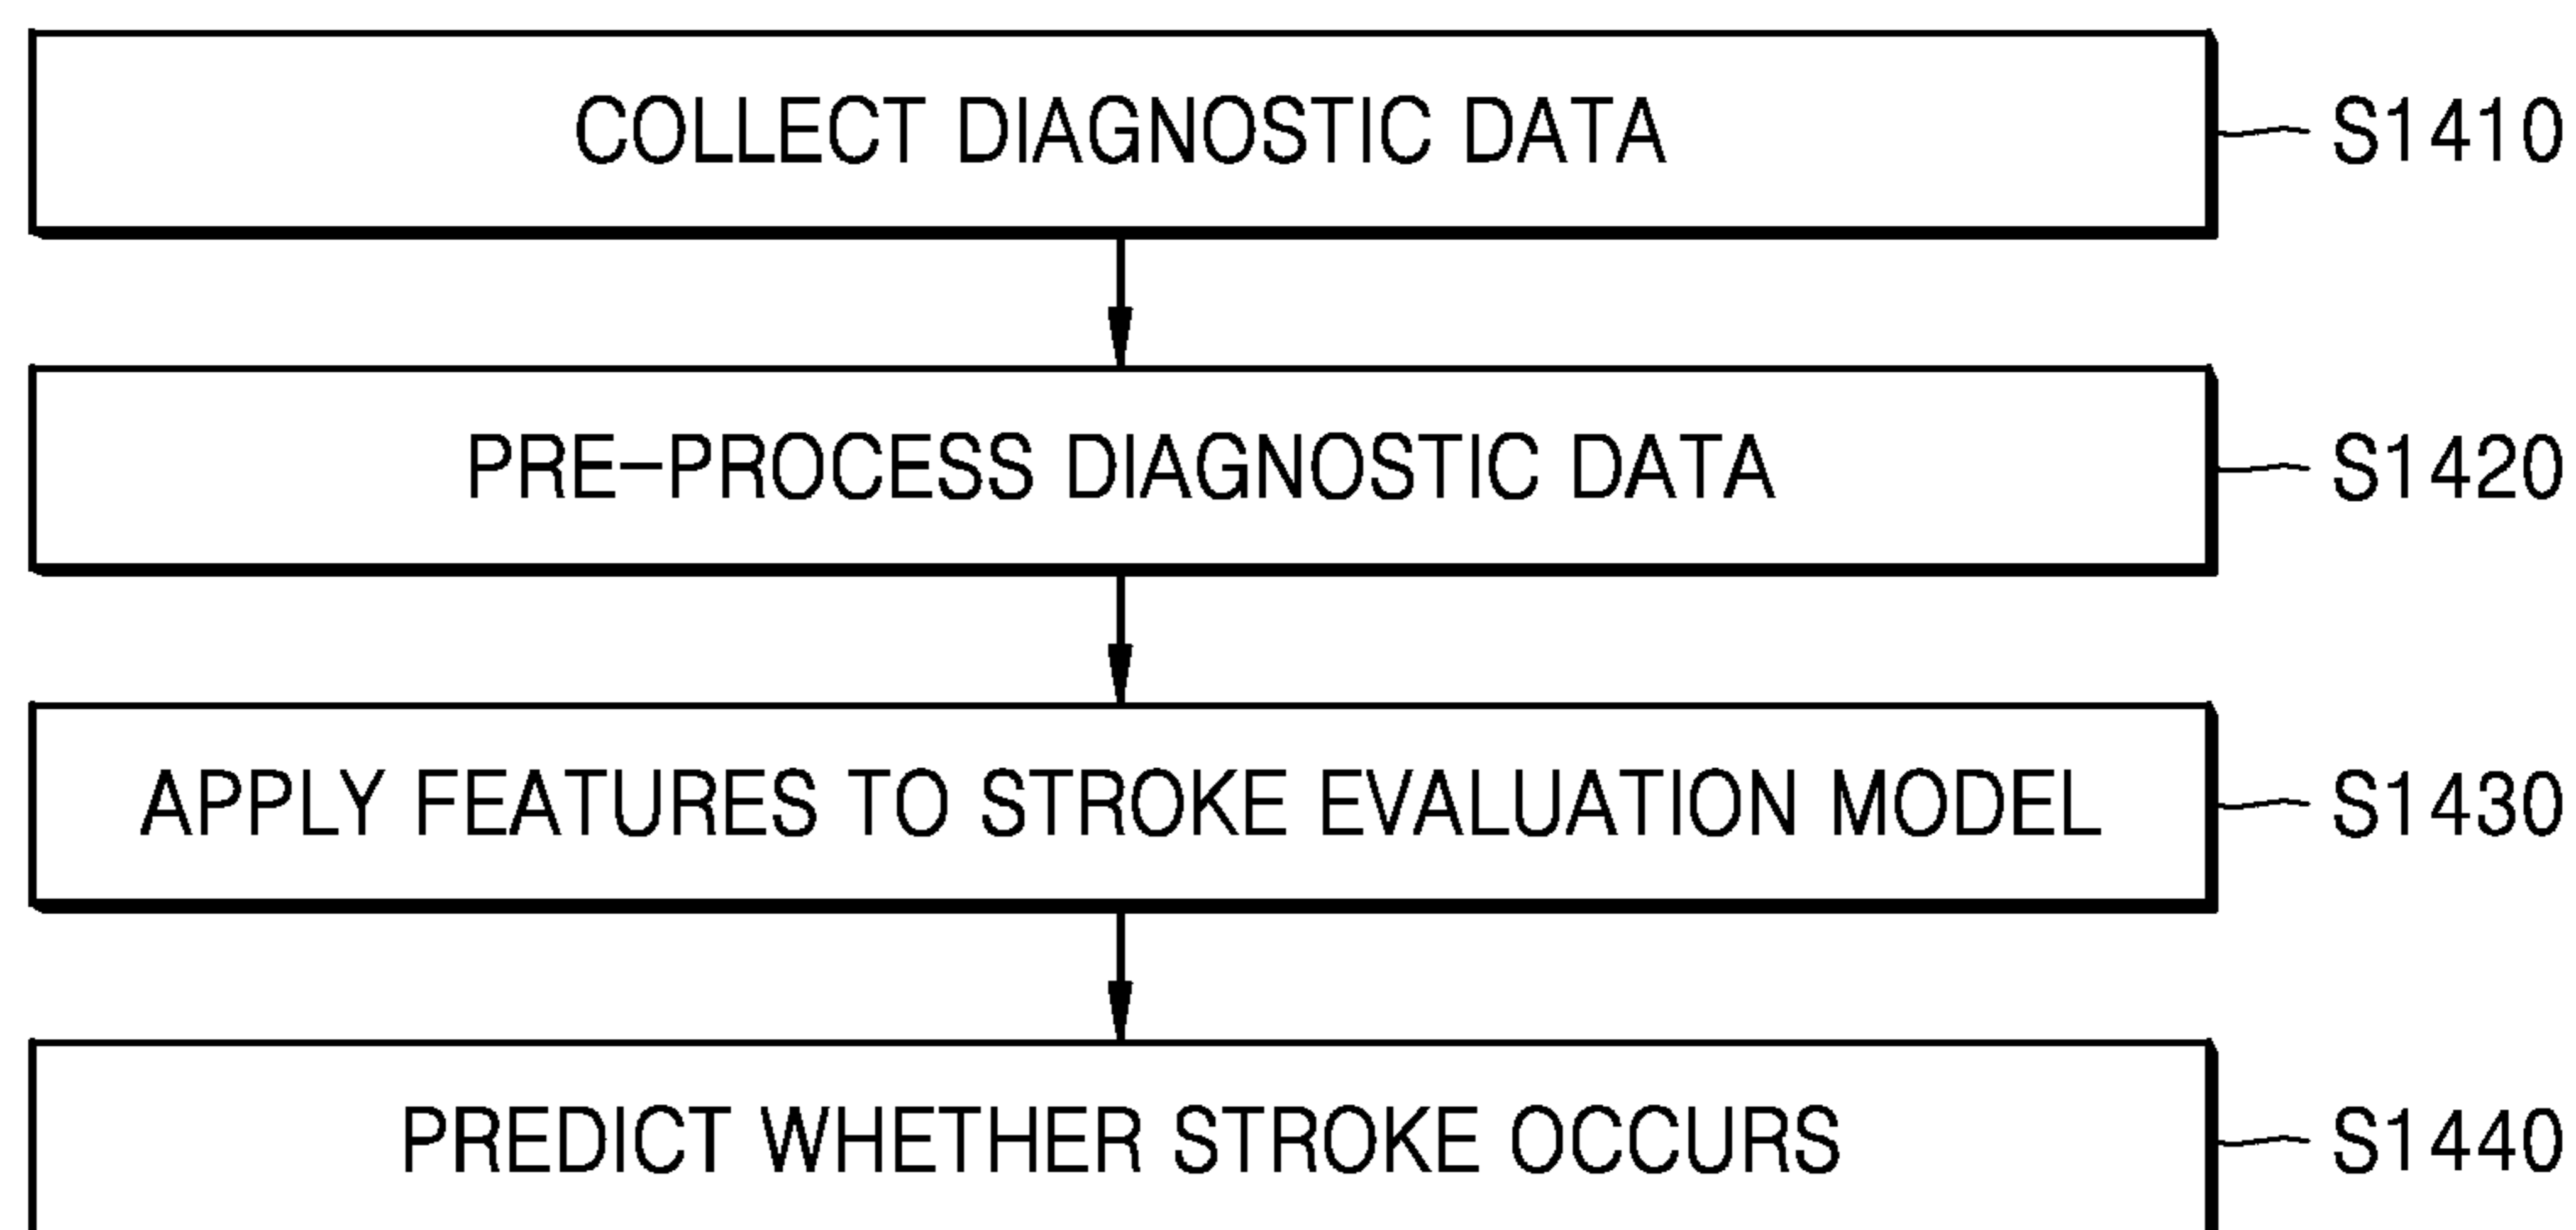 COLLECT DIAGNOSTIC DATA S1410
PRE-PROCESS DIAGNOSTIC DATA S1420
APPLY FEATURES TO STROKE EVALUATION MODEL S1430
PREDICT WHETHER STROKE OCCURS S1440